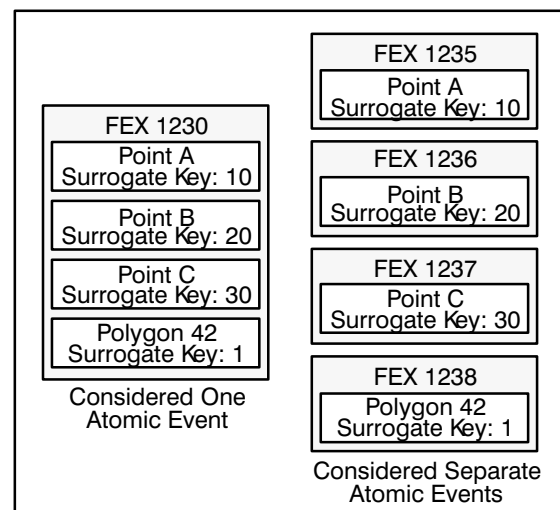 FEX 1230
Point A
Surrogate Key: 10
Point B
Surrogate Key: 20
Point C
Surrogate Key: 30
Polygon 42
Surrogate Key: 1
Considered One
Atomic Event
FEX 1235
Point A
Surrogate Key: 10
FEX 1236
Point B
Surrogate Key: 20
FEX 1237
Point C
Surrogate Key: 30
FEX 1238
Polygon 42
Surrogate Key: 1
Considered Separate
Atomic Events